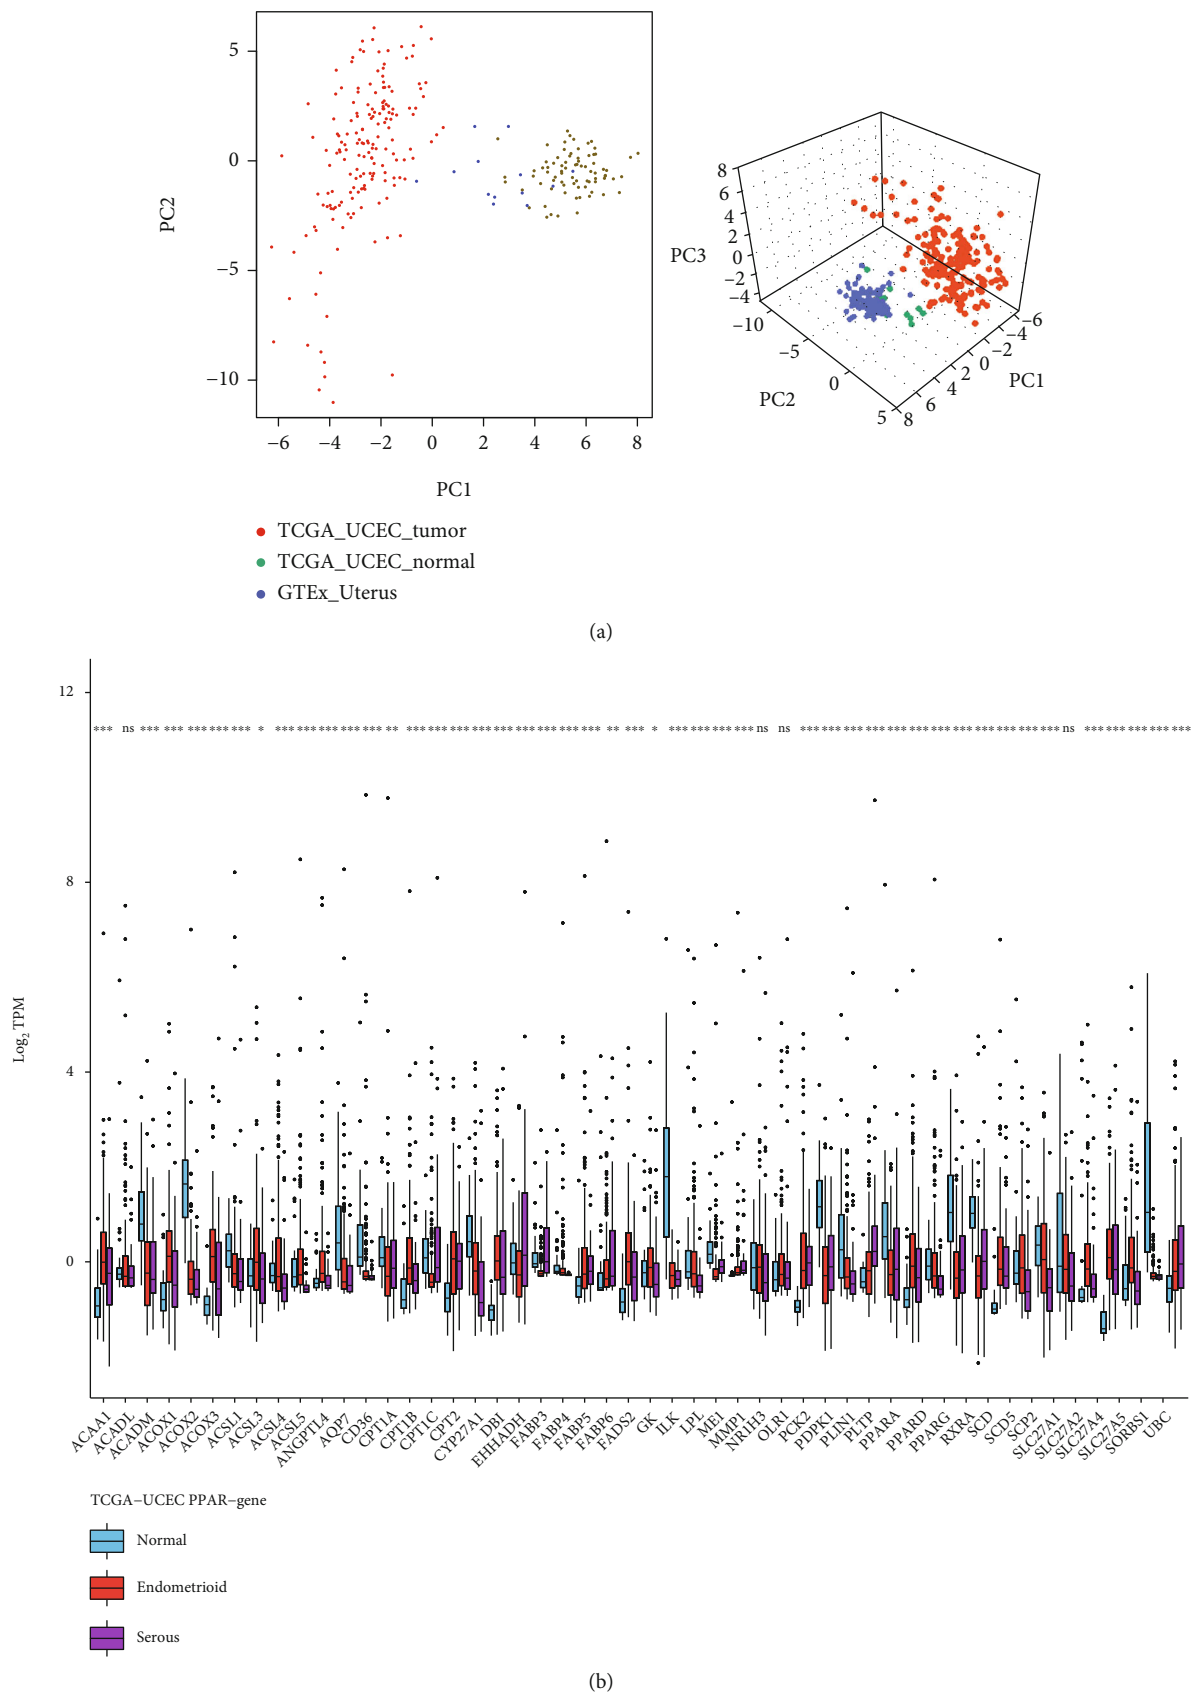 5
0
−5
−10
PC2
−6 −4 −2 0 2 4 6 8
PC1
8
6
4
2
0
−2
−4
PC3
−10
−5
0
5
PC2
8
6
4
2
0
−2
−4
−6
PC1
TCGA_UCEC_tumor
TCGA_UCEC_normal
GTEx_Uterus
(a)
12
8
4
0
Log2 TPM
*** ns *** *** *** *** *** * *** *** *** *** *** ** *** *** *** *** *** *** *** *** *** ** *** * *** *** *** *** ns ns *** *** *** *** *** *** *** *** *** *** *** *** ns *** *** *** *** ***
ACAA1
ACADL
ACADM
ACOX1
ACOX2
ACOX3
ACSL1
ACSL3
ACSL4
ACSL5
ANGPTL4
AQP7
CD36
CPT1A
CPT1B
CPT1C
CPT2
CYP27A1
DBI
EHHADH
FABP3
FABP4
FABP5
FABP6
FADS2
GK
ILK
LPL
ME1
MMP1
NR1H3
OLR1
PCK2
PDPK1
PLIN1
PLTP
PPARA
PPARD
PPARG
RXRA
SCD
SCD5
SCP2
SLC27A1
SLC27A2
SLC27A4
SLC27A5
SORBS1
UBC
TCGA−UCEC PPAR−gene
Normal
Endometrioid
Serous
(b)